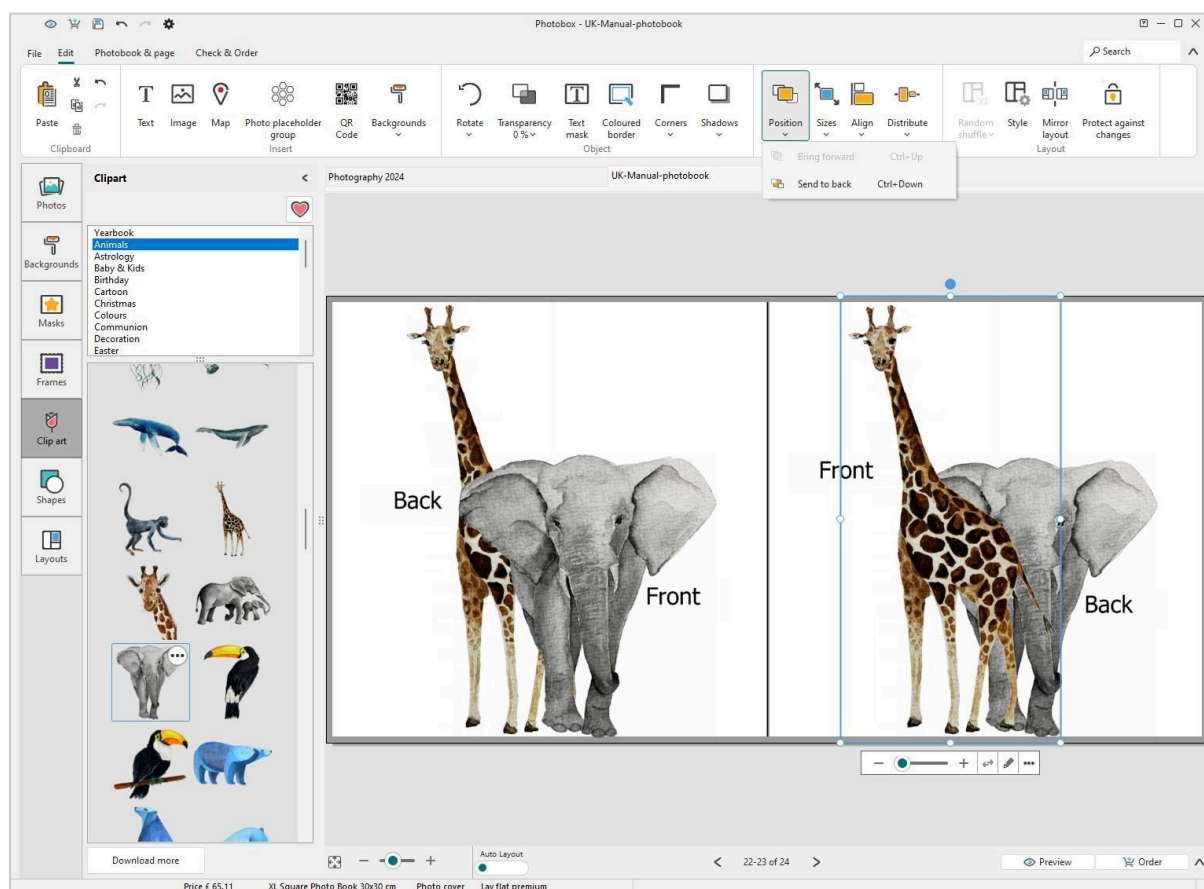 Photobox - UK-Manual-photobook
File Edit Photobook & page Check & Order
Search
Paste
Clipboard
Text Image Map Photo placeholder group QR Code Backgrounds
Insert
Rotate Transparency 0 % Text mask Coloured border Corners Shadows
Object
Position Sizes Align Distribute
Random shuffle Style Mirror layout Protect against changes
Layout
Bring forward Ctrl+Up
Send to back Ctrl+Down
Photos
Backgrounds
Masks
Frames
Clip art
Shapes
Layouts
Clipart
Yearbook
Animals
Astrology
Baby & Kids
Birthday
Cartoon
Christmas
Colours
Communion
Decoration
Easter
Download more
Photography 2024 UK-Manual-photobook
Back
Front
Front
Back
Auto Layout
22-23 of 24
Preview
Order
Price £ 65.11 XL Square Photo Book 30x30 cm Photo cover Lay flat premium